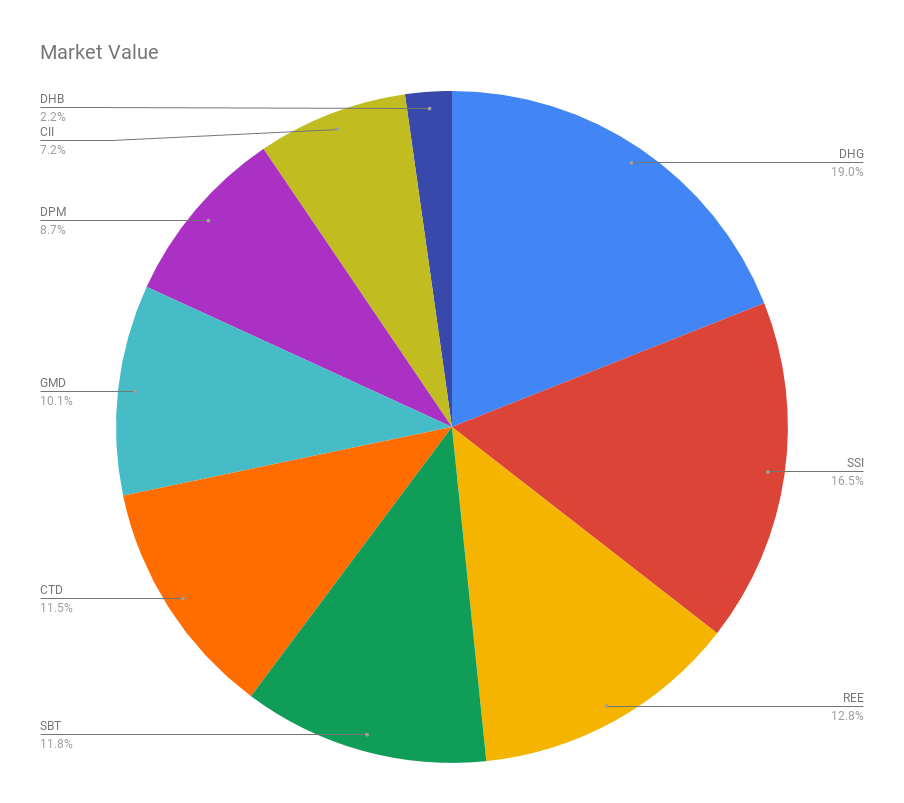 Market Value
DHB
2.2%
CII
7.2%
DPM
8.7%
GMD
10.1%
CTD
11.5%
SBT
11.8%
DHG
19.0%
SSI
16.5%
REE
12.8%